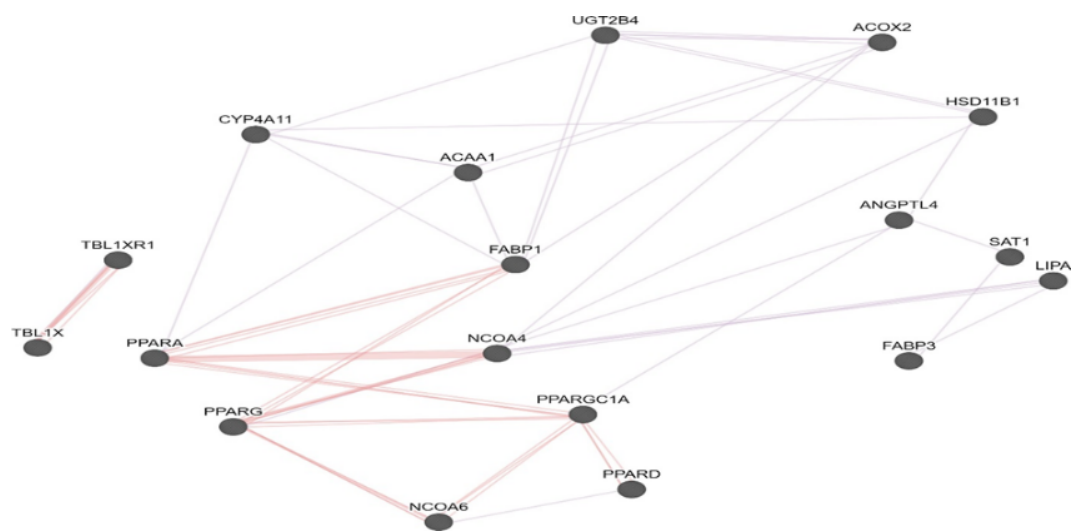 UGT2B4
ACOX2
HSD11B1
CYP4A11
ACAA1
ANGPTL4
TBL1XR1
FABP1
SAT1
LIPA
TBL1X
PPARA
NCOA4
FABP3
PPARG
PPARGC1A
PPARD
NCOA6